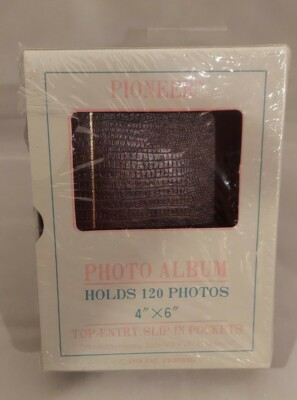 PIONEER
PHOTO ALBUM
HOLDS 120 PHOTOS
4"×6"
TOP-ENTRY SLIP-IN POCKETS